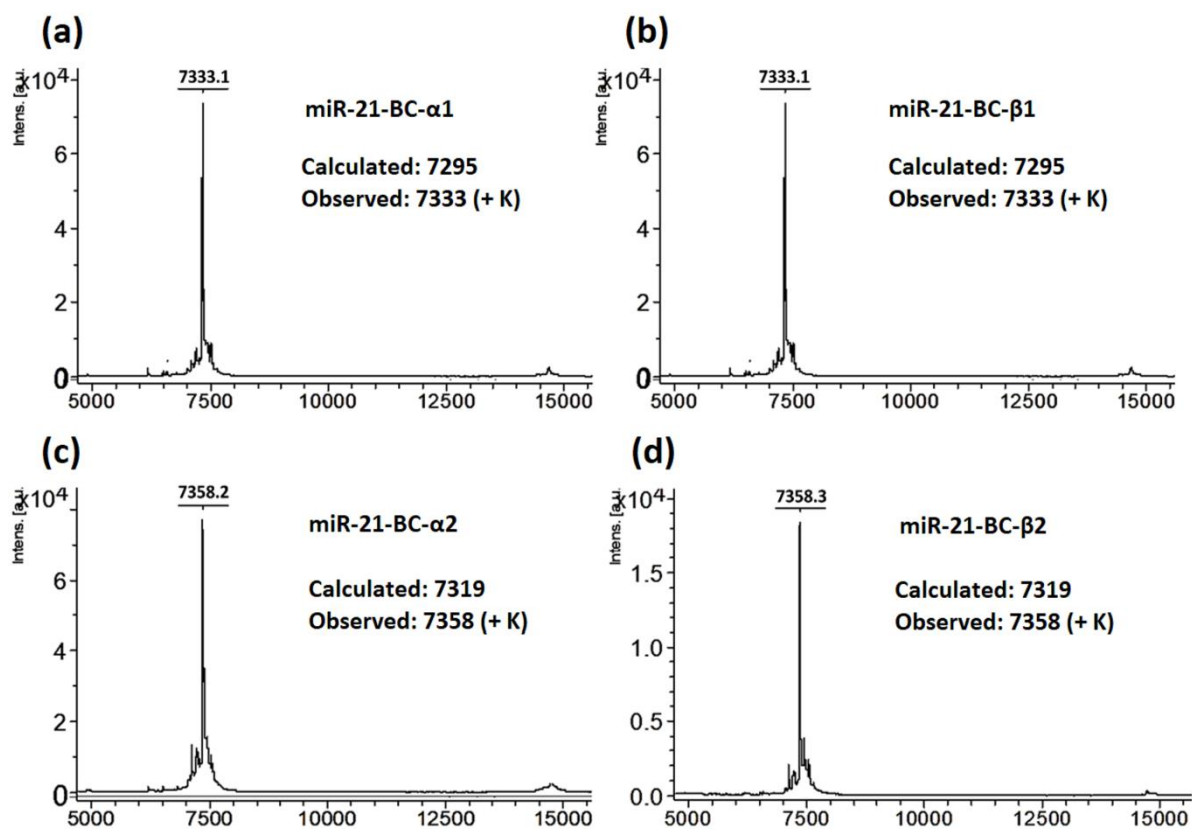 (a)
Intens. [a.u.
x10⁴
7333.1
miR-21-BC-α1
Calculated: 7295
Observed: 7333 (+ K)
6
4
2
0
5000 7500 10000 12500 15000
(b)
Intens. [a.u.
x10⁴
7333.1
miR-21-BC-β1
Calculated: 7295
Observed: 7333 (+ K)
6
4
2
0
5000 7500 10000 12500 15000
(c)
Intens. [a.u.
x10⁴
7358.2
miR-21-BC-α2
Calculated: 7319
Observed: 7358 (+ K)
6
4
2
0
5000 7500 10000 12500 15000
(d)
Intens. [a.u.
x10⁴
7358.3
miR-21-BC-β2
Calculated: 7319
Observed: 7358 (+ K)
1.5
1.0
0.5
0.0
5000 7500 10000 12500 15000